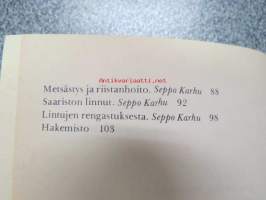 Antikvariaatti.net
Metsästys ja riistanhoito. Seppo Karhu 88
Saariston linnut. Seppo Karhu 92
Lintujen rengastuksesta. Seppo Karhu 98
Hakemisto 103